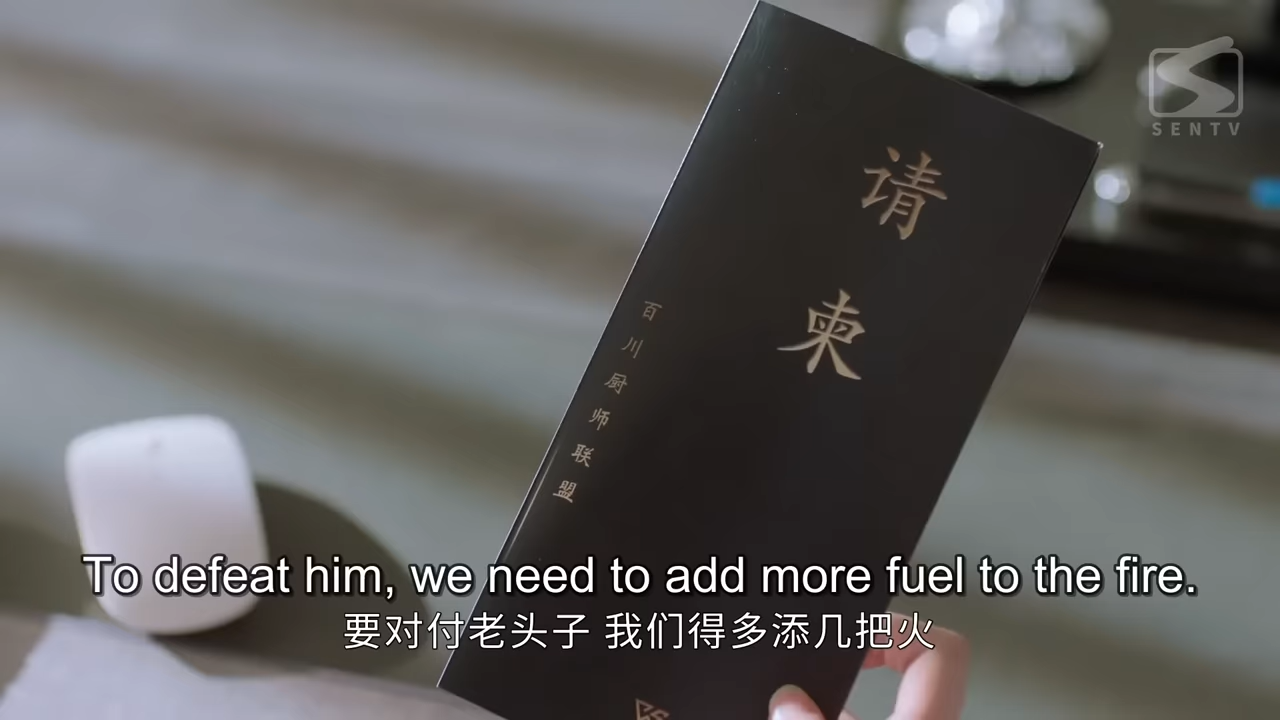 SENTV
请柬
百川厨师联盟
To defeat him, we need to add more fuel to the fire.
要对付老头子 我们得多添几把火